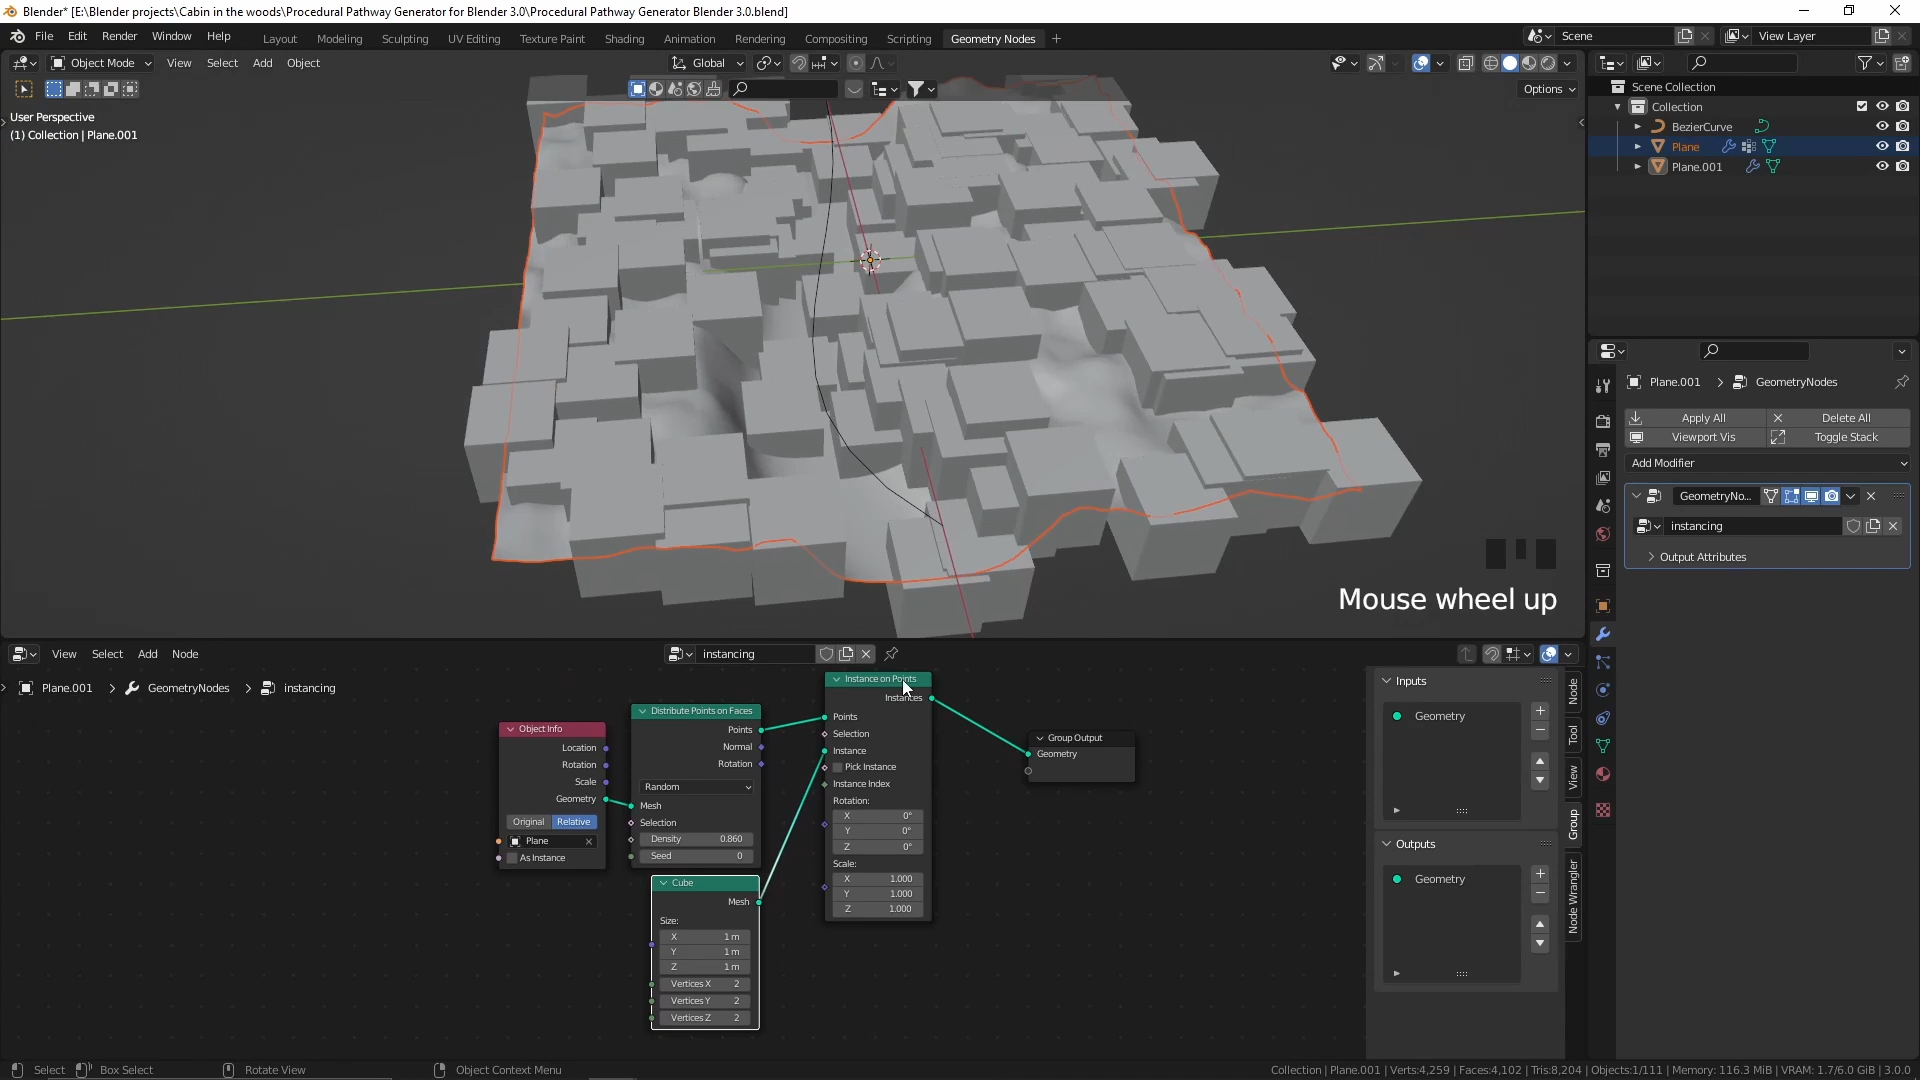 Blender* [E:\Blender projects\Cabin in the woods\Procedural Pathway Generator for Blender 3.0\Procedural Pathway Generator Blender 3.0.blend]
File Edit Render Window Help
Layout Modeling Sculpting UV Editing Texture Paint Shading Animation Rendering Compositing Scripting Geometry Nodes +
Scene
View Layer
Object Mode View Select Add Object
Global
Options
User Perspective
(1) Collection | Plane.001
Mouse wheel up
Scene Collection
Collection
BezierCurve
Plane
Plane.001
Plane.001 > GeometryNodes
Apply All
Delete All
Viewport Vis
Toggle Stack
Add Modifier
GeometryNo...
instancing
Output Attributes
View Select Add Node
instancing
Plane.001 > GeometryNodes > instancing
Object Info
Location
Rotation
Scale
Geometry
Original Relative
Plane
As Instance
Distribute Points on Faces
Points
Normal
Rotation
Random
Mesh
Selection
Density 0.860
Seed 0
Cube
Mesh
Size:
X 1 m
Y 1 m
Z 1 m
Vertices X 2
Vertices Y 2
Vertices Z 2
Instance on Points
Instances
Points
Selection
Instance
Pick Instance
Instance Index
Rotation:
X 0°
Y 0°
Z 0°
Scale:
X 1.000
Y 1.000
Z 1.000
Group Output
Geometry
Inputs
Geometry
Outputs
Geometry
Node
Tool
View
Group
Node Wrangler
Select
Box Select
Rotate View
Object Context Menu
Collection | Plane.001 | Verts:4,259 | Faces:4,102 | Tris:8,204 | Objects:1/111 | Memory: 116.3 MiB | VRAM: 1.7/6.0 GiB | 3.0.0